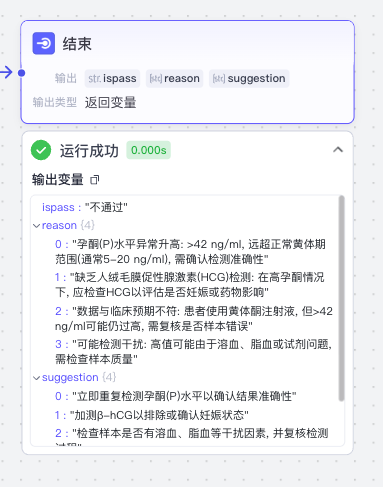 结束
输出 str. ispass [str] reason [str] suggestion
输出类型 返回变量
运行成功 0.000s
输出变量
ispass : "不通过"
reason {4}
0 : "孕酮(P)水平异常升高: >42 ng/ml, 远超正常黄体期
范围(通常5-20 ng/ml), 需确认检测准确性"
1 : "缺乏人绒毛膜促性腺激素(HCG)检测: 在高孕酮情况
下, 应检查HCG以评估是否妊娠或药物影响"
2 : "数据与临床预期不符: 患者使用黄体酮注射液, 但>42
ng/ml可能仍过高, 需复核是否样本错误"
3 : "可能检测干扰: 高值可能由于溶血、脂血或试剂问题,
需检查样本质量"
suggestion {4}
0 : "立即重复检测孕酮(P)水平以确认结果准确性"
1 : "加测β-hCG以排除或确认妊娠状态"
2 : "检查样本是否有溶血、脂血等干扰因素, 并复核检测
过程"